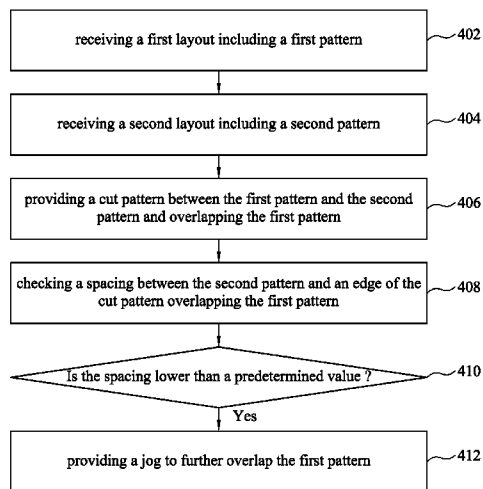 receiving a first layout including a first pattern
402
receiving a second layout including a second pattern
404
providing a cut pattern between the first pattern and the second
pattern and overlapping the first pattern
406
checking a spacing between the second pattern and an edge of the
cut pattern overlapping the first pattern
408
Is the spacing lower than a predetermined value ?
410
Yes
providing a jog to further overlap the first pattern
412